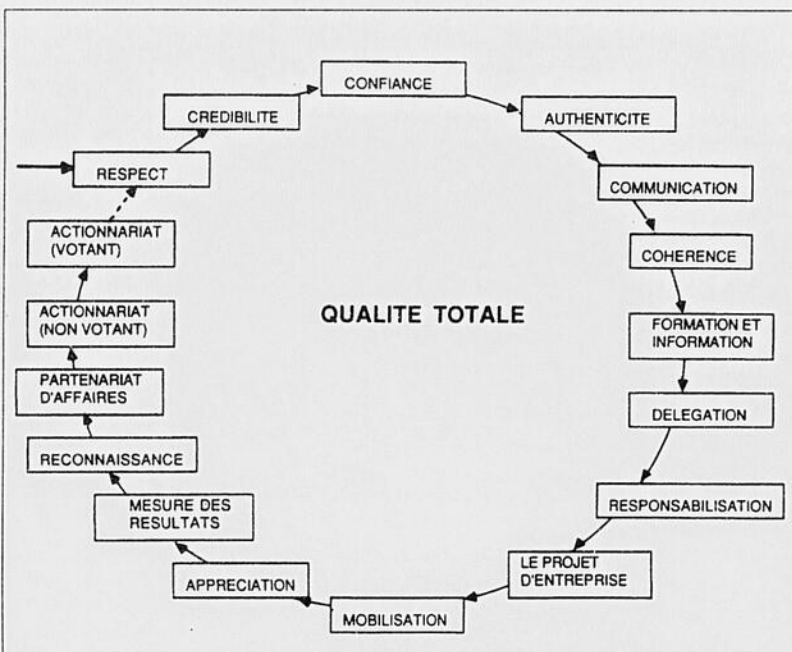 CONFIANCE
CREDIBILITE
AUTHENTICITE
RESPECT
COMMUNICATION
ACTIONNARIAT
(VOTANT)
COHERENCE
ACTIONNARIAT
(NON VOTANT)
QUALITE TOTALE
FORMATION ET
INFORMATION
PARTENARIAT
D'AFFAIRES
DELEGATION
RECONNAISSANCE
MESURE DES
RESULTATS
RESPONSABILISATION
LE PROJET
D'ENTREPRISE
APPRECIATION
MOBILISATION